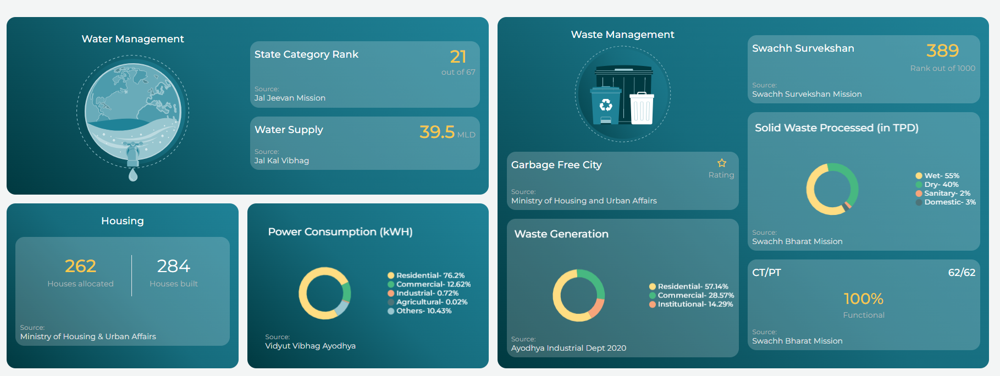 Water Management
State Category Rank
21
out of 67
Source:
Jal Jeevan Mission
Water Supply
39.5 MLD
Source:
Jal Kal Vibhag
Housing
262
Houses allocated
284
Houses built
Source:
Ministry of Housing & Urban Affairs
Power Consumption (kWH)
Residential- 76.2%
Commercial- 12.62%
Industrial- 0.72%
Agricultural- 0.02%
Others- 10.43%
Source:
Vidyut Vibhag Ayodhya
Waste Management
Garbage Free City
Rating
Source:
Ministry of Housing and Urban Affairs
Waste Generation
Residential- 57.14%
Commercial- 28.57%
Institutional- 14.29%
Source:
Ayodhya Industrial Dept 2020
Swachh Survekshan
389
Rank out of 1000
Source:
Swachh Survekshan Mission
Solid Waste Processed (in TPD)
Wet- 55%
Dry- 40%
Sanitary- 2%
Domestic- 3%
Source:
Swachh Bharat Mission
CT/PT
62/62
100%
Functional
Source:
Swachh Bharat Mission